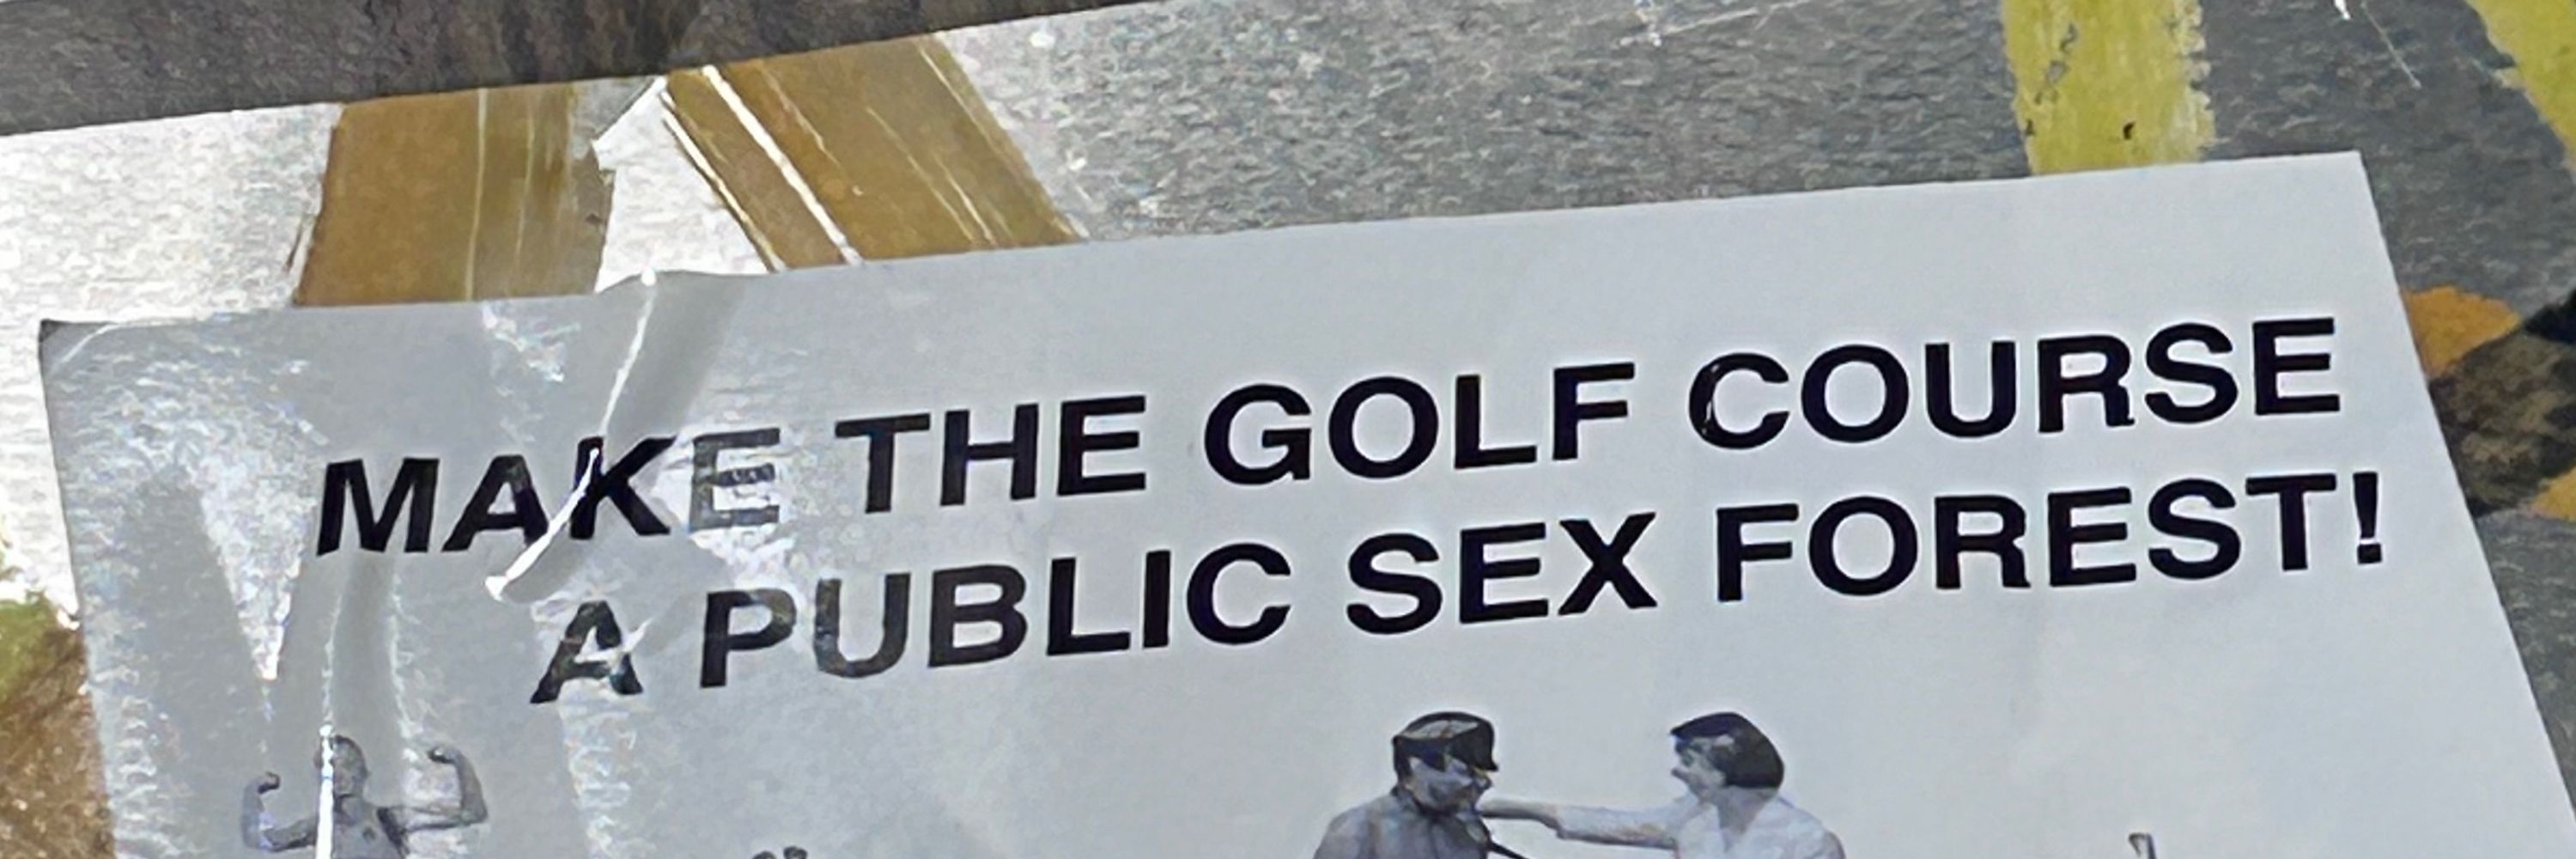 MAKE THE GOLF COURSE
A PUBLIC SEX FOREST!